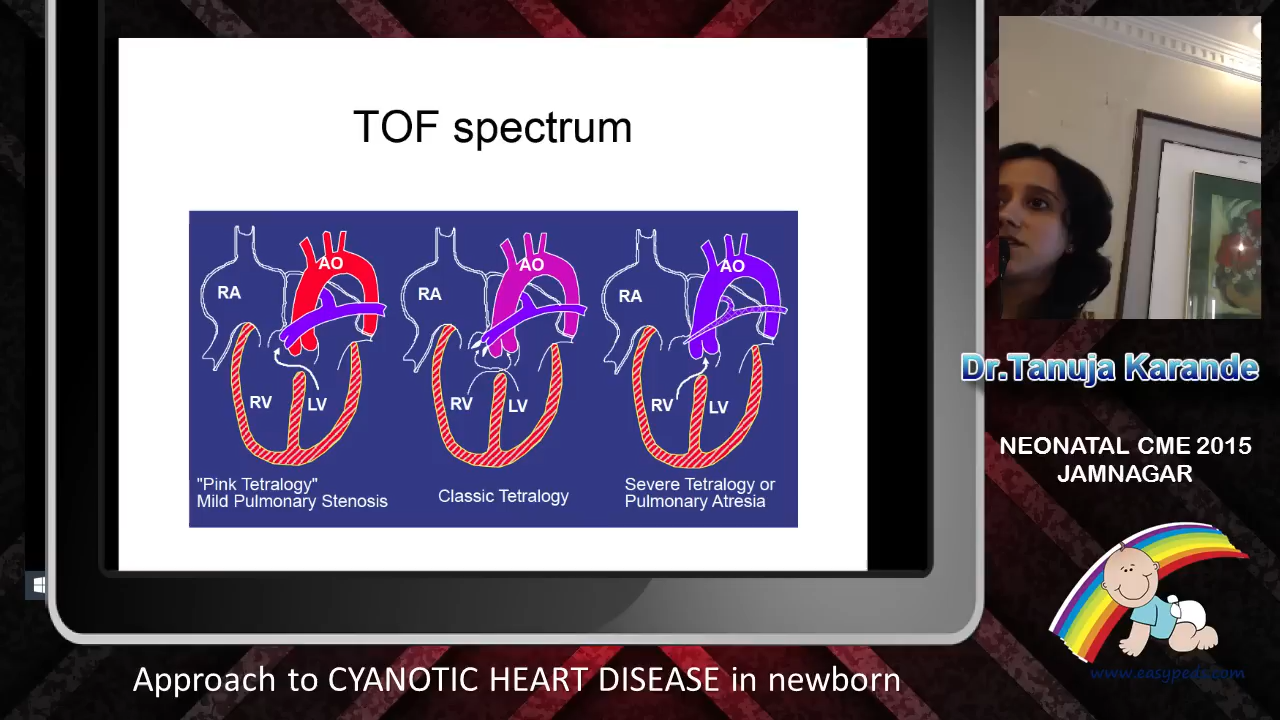 TOF spectrum
AO
RA
RV
LV
"Pink Tetralogy"
Mild Pulmonary Stenosis
AO
RA
RV
LV
Classic Tetralogy
AO
RA
RV
LV
Severe Tetralogy or
Pulmonary Atresia
Dr.Tanuja Karande
NEONATAL CME 2015
JAMNAGAR
www.easypeds.com
Approach to CYANOTIC HEART DISEASE in newborn